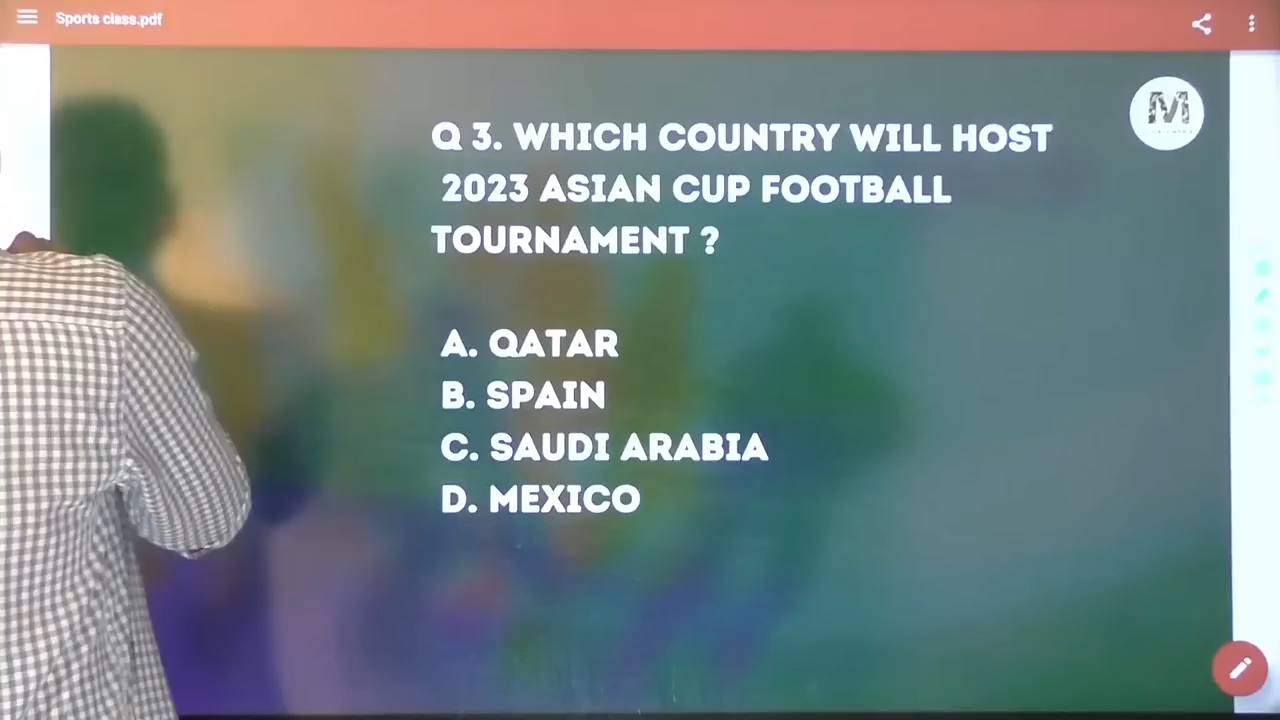 Sports class.pdf
M
Q 3. WHICH COUNTRY WILL HOST
2023 ASIAN CUP FOOTBALL
TOURNAMENT ?
A. QATAR
B. SPAIN
C. SAUDI ARABIA
D. MEXICO